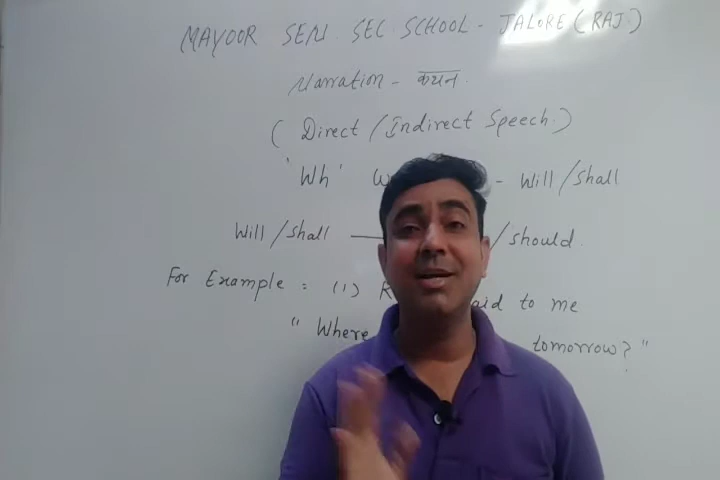 MAYOOR SEN. SEC. SCHOOL - JALORE (RAJ.)
Narration - कथन.
( Direct / Indirect Speech.)
'Wh' - Will / Shall
Will / Shall — / should.
For Example : (1) said to me
" Where tomorrow? "